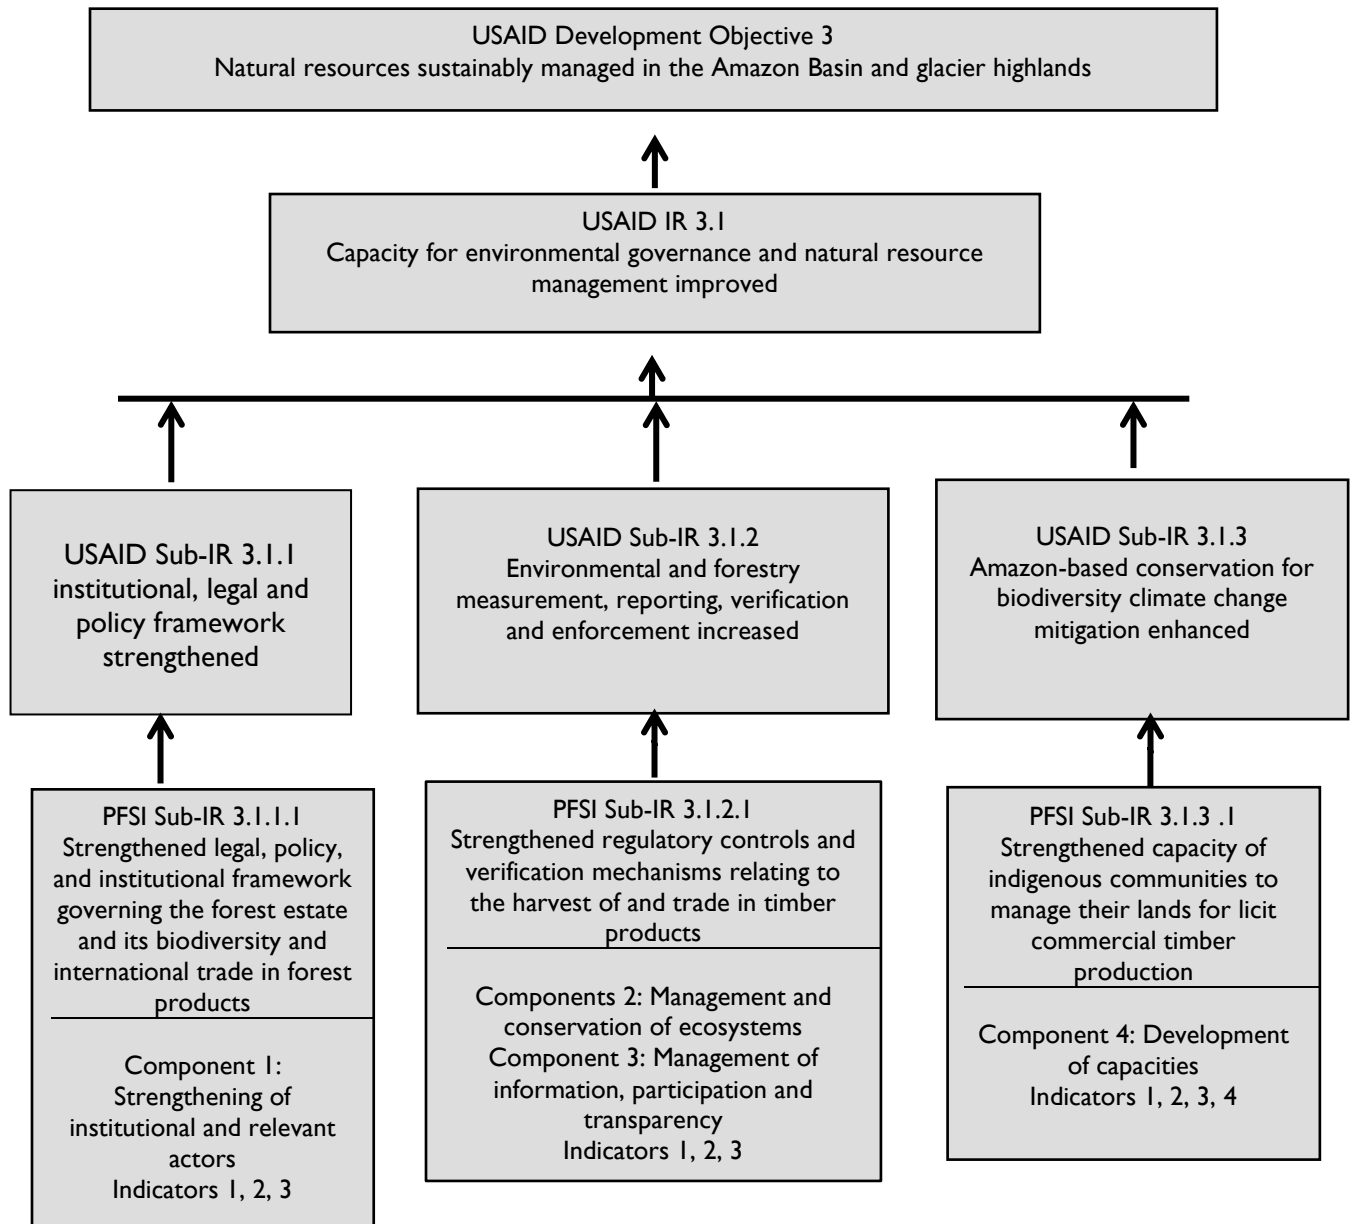 USAID Development Objective 3
Natural resources sustainably managed in the Amazon Basin and glacier highlands
USAID IR 3.1
Capacity for environmental governance and natural resource
management improved
USAID Sub-IR 3.1.1
institutional, legal and
policy framework
strengthened
USAID Sub-IR 3.1.2
Environmental and forestry
measurement, reporting, verification
and enforcement increased
USAID Sub-IR 3.1.3
Amazon-based conservation for
biodiversity climate change
mitigation enhanced
PFSI Sub-IR 3.1.1.1
Strengthened legal, policy,
and institutional framework
governing the forest estate
and its biodiversity and
international trade in forest
products
Component 1:
Strengthening of
institutional and relevant
actors
Indicators 1, 2, 3
PFSI Sub-IR 3.1.2.1
Strengthened regulatory controls and
verification mechanisms relating to
the harvest of and trade in timber
products
Components 2: Management and
conservation of ecosystems
Component 3: Management of
information, participation and
transparency
Indicators 1, 2, 3
PFSI Sub-IR 3.1.3 .1
Strengthened capacity of
indigenous communities to
manage their lands for licit
commercial timber
production
Component 4: Development
of capacities
Indicators 1, 2, 3, 4